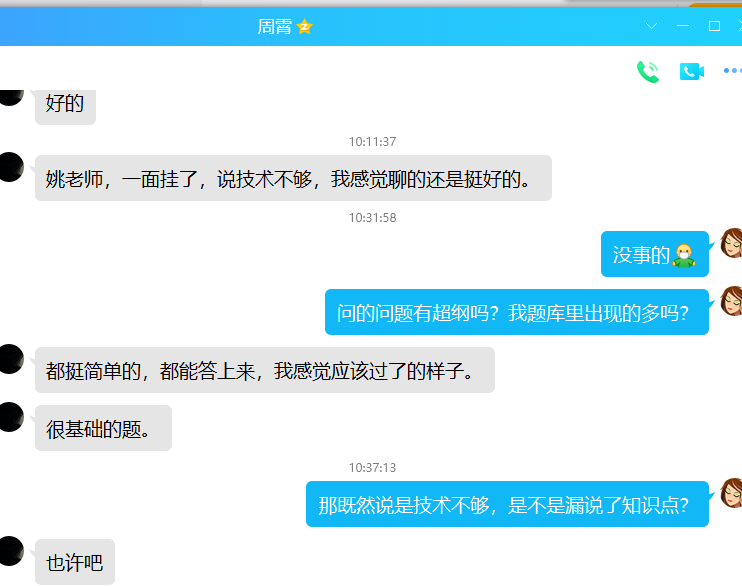 周霄
好的
10:11:37
姚老师，一面挂了，说技术不够，我感觉聊的还是挺好的。
10:31:58
没事的
问的问题有超纲吗？我题库里出现的多吗？
都挺简单的，都能答上来，我感觉应该过了的样子。
很基础的题。
10:37:13
那既然说是技术不够，是不是漏说了知识点？
也许吧